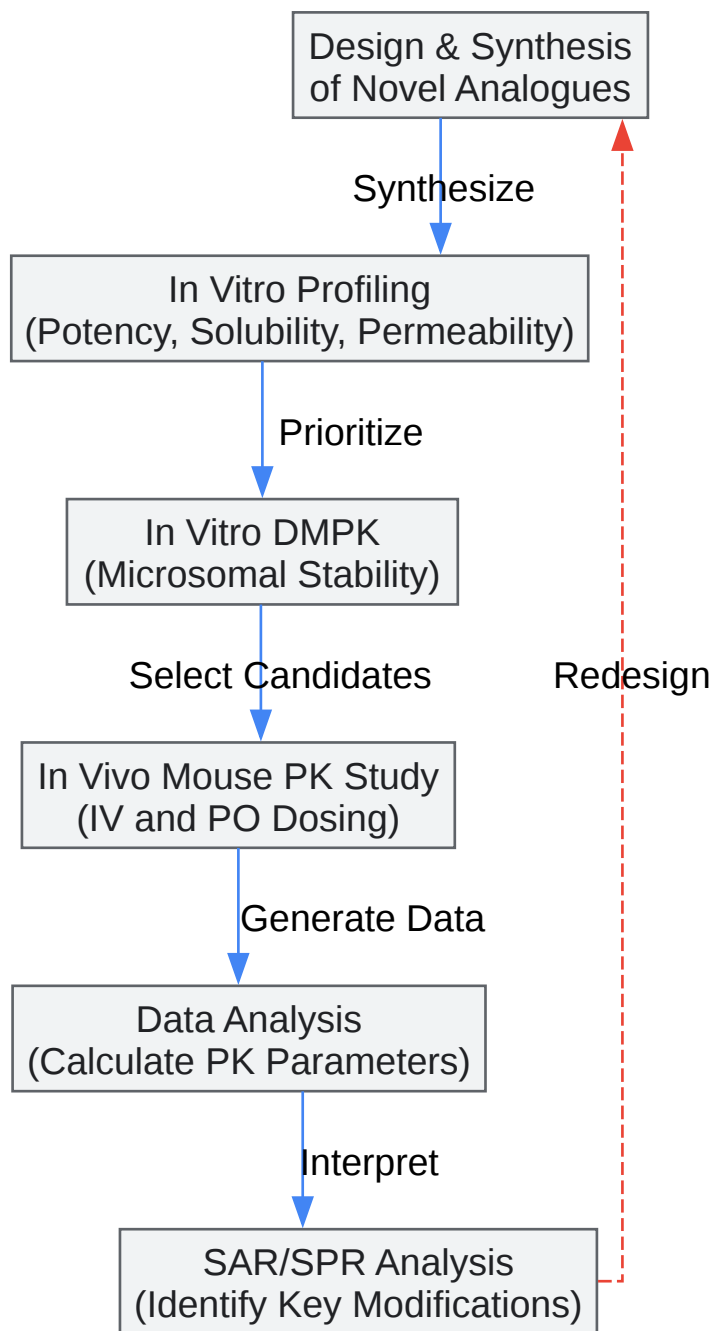 Design & Synthesis
of Novel Analogues
Synthesize
In Vitro Profiling
(Potency, Solubility, Permeability)
Prioritize
In Vitro DMPK
(Microsomal Stability)
Select Candidates
Redesign
In Vivo Mouse PK Study
(IV and PO Dosing)
Generate Data
Data Analysis
(Calculate PK Parameters)
Interpret
SAR/SPR Analysis
(Identify Key Modifications)